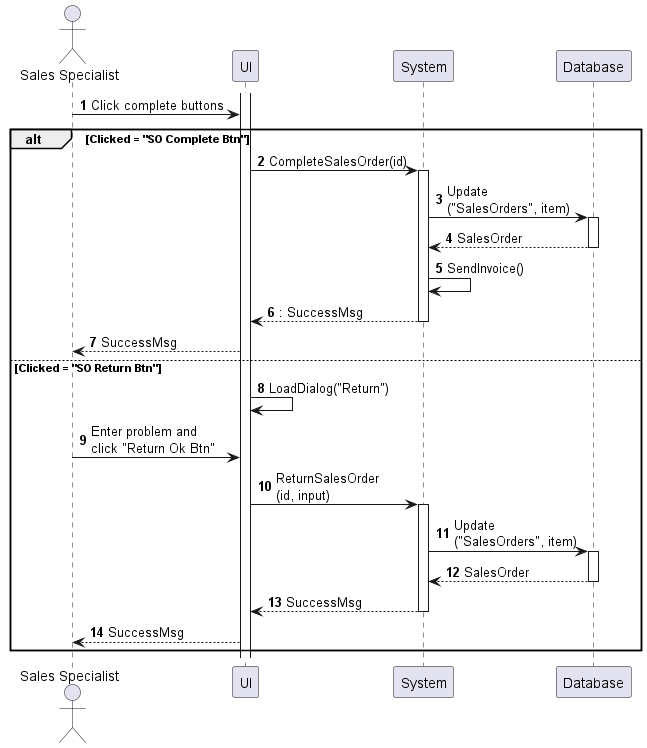 Sales Specialist
UI
System
Database
1 Click complete buttons
alt
[Clicked = "SO Complete Btn"]
2 CompleteSalesOrder(id)
3 Update
("SalesOrders", item)
4 SalesOrder
5 SendInvoice()
6 : SuccessMsg
7 SuccessMsg
[Clicked = "SO Return Btn"]
8 LoadDialog("Return")
9 Enter problem and
click "Return Ok Btn"
10 ReturnSalesOrder
(id, input)
11 Update
("SalesOrders", item)
12 SalesOrder
13 SuccessMsg
14 SuccessMsg
Sales Specialist
UI
System
Database